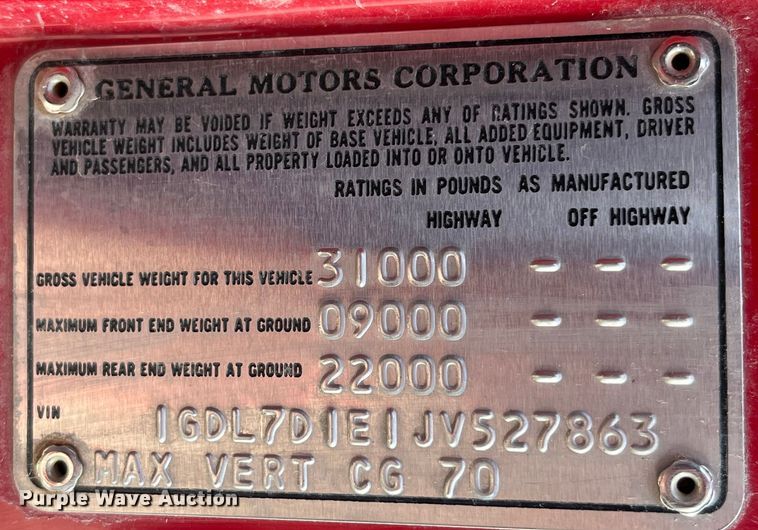 GENERAL MOTORS CORPORATION
WARRANTY MAY BE VOIDED IF WEIGHT EXCEEDS ANY OF RATINGS SHOWN. GROSS
VEHICLE WEIGHT INCLUDES WEIGHT OF BASE VEHICLE, ALL ADDED EQUIPMENT, DRIVER
AND PASSENGERS, AND ALL PROPERTY LOADED INTO OR ONTO VEHICLE.
RATINGS IN POUNDS AS MANUFACTURED
HIGHWAY OFF HIGHWAY
GROSS VEHICLE WEIGHT FOR THIS VEHICLE 31000 - - -
MAXIMUM FRONT END WEIGHT AT GROUND 09000 - - -
MAXIMUM REAR END WEIGHT AT GROUND 22000 - - -
VIN 1GDL7D1E1JV527863
MAX VERT CG 70
Purple Wave Auction